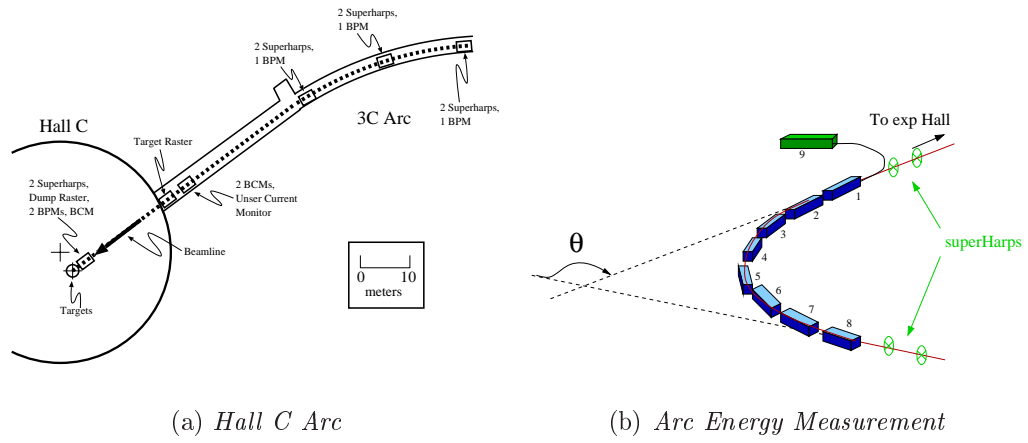 2 Superharps,
1 BPM
2 Superharps,
1 BPM
3C Arc
2 Superharps,
1 BPM
Hall C
Target Raster
2 Superharps,
Dump Raster,
2 BPMs, BCM
2 BCMs,
Unser Current
Monitor
Beamline
Targets
0 10
meters
To exp Hall
9
1
2
3
4
5
6
7
8
θ
superHarps
(a) Hall C Arc
(b) Arc Energy Measurement